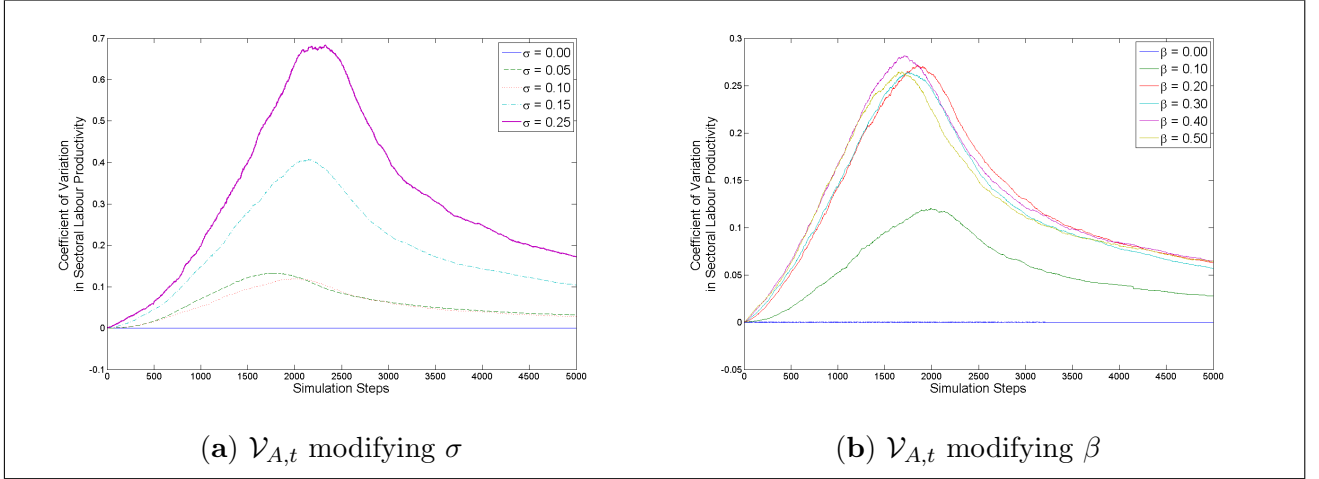 0.7
0.6
0.5
0.4
0.3
0.2
0.1
0
-0.1
Coefficient of Variation
in Sectoral Labour Productivity
0 500 1000 1500 2000 2500 3000 3500 4000 4500 5000
Simulation Steps
σ = 0.00
σ = 0.05
σ = 0.10
σ = 0.15
σ = 0.25
(a) 𝒱A,t modifying σ
0.3
0.25
0.2
0.15
0.1
0.05
0
-0.05
Coefficient of Variation
in Sectoral Labour Productivity
0 500 1000 1500 2000 2500 3000 3500 4000 4500 5000
Simulation Steps
β = 0.00
β = 0.10
β = 0.20
β = 0.30
β = 0.40
β = 0.50
(b) 𝒱A,t modifying β